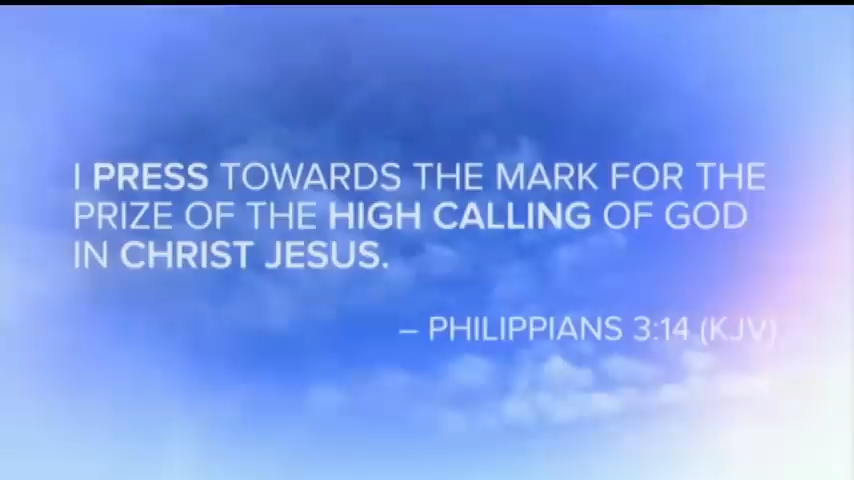 I PRESS TOWARDS THE MARK FOR THE
PRIZE OF THE HIGH CALLING OF GOD
IN CHRIST JESUS.
– PHILIPPIANS 3:14 (KJV)